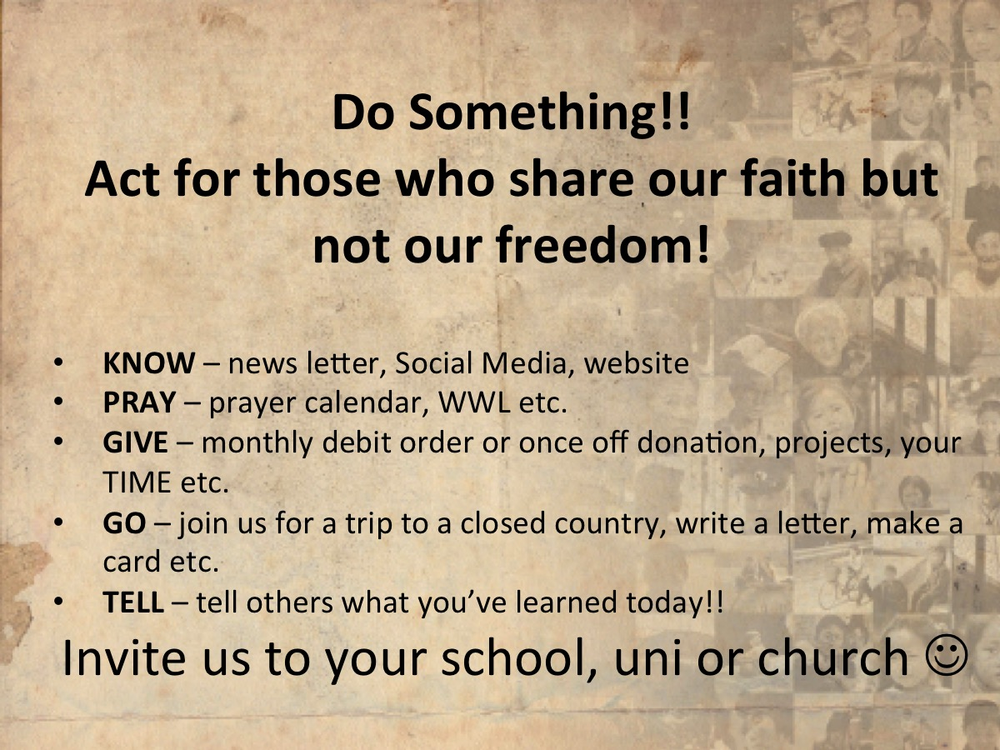 Do Something!!
Act for those who share our faith but
not our freedom!
• KNOW – news letter, Social Media, website
• PRAY – prayer calendar, WWL etc.
• GIVE – monthly debit order or once off donation, projects, your
TIME etc.
• GO – join us for a trip to a closed country, write a letter, make a
card etc.
• TELL – tell others what you’ve learned today!!
Invite us to your school, uni or church ☺